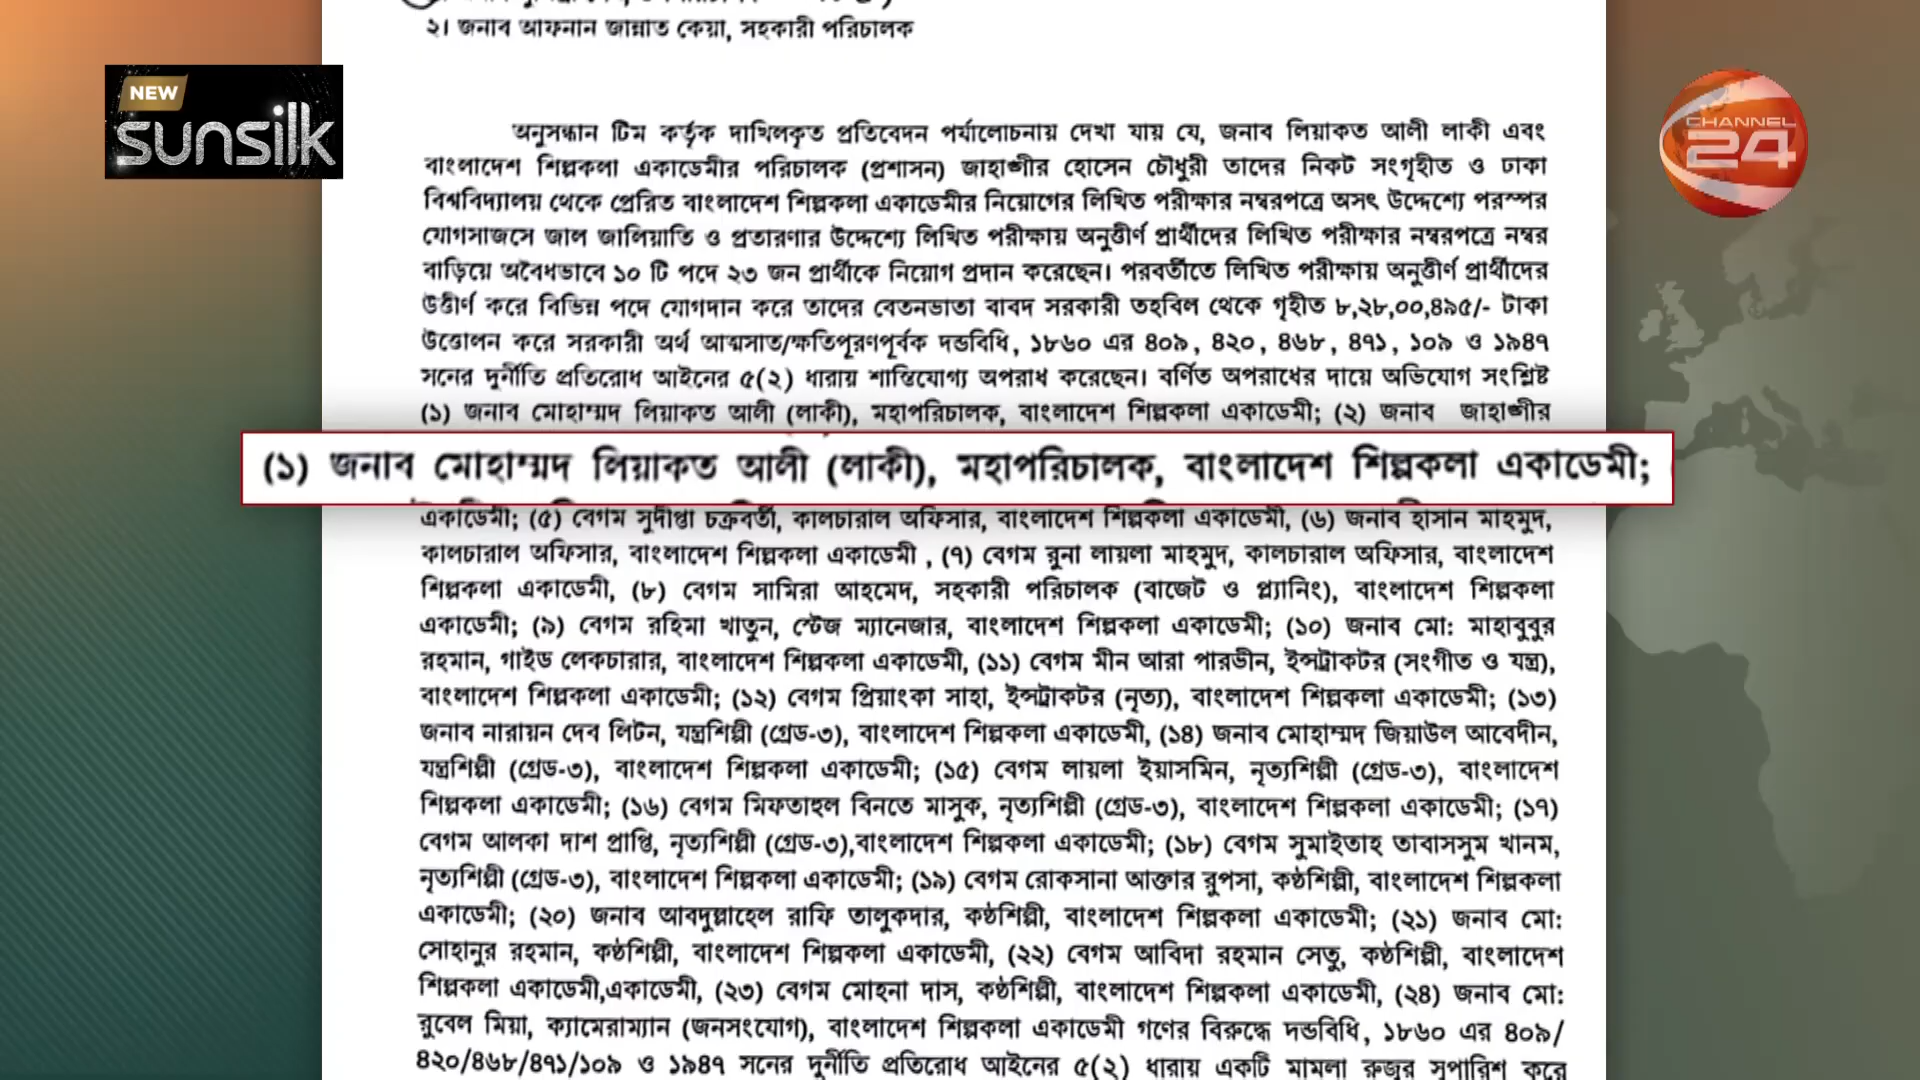 ২। জনাব আফনান জান্নাত কেয়া, সহকারী পরিচালক
NEW
sunsilk
CHANNEL
24
অনুসন্ধান টিম কর্তৃক দাখিলকৃত প্রতিবেদন পর্যালোচনায় দেখা যায় যে, জনাব লিয়াকত আলী লাকী এবং
বাংলাদেশ শিল্পকলা একাডেমীর পরিচালক (প্রশাসন) জাহাঙ্গীর হোসেন চৌধুরী তাদের নিকট সংগৃহীত ও ঢাকা
বিশ্ববিদ্যালয় থেকে প্রেরিত বাংলাদেশ শিল্পকলা একাডেমীর নিয়োগের লিখিত পরীক্ষার নম্বরপত্রে অসৎ উদ্দেশ্যে পরস্পর
যোগসাজসে জাল জালিয়াতি ও প্রতারণার উদ্দেশ্যে লিখিত পরীক্ষায় অনুত্তীর্ণ প্রার্থীদের লিখিত পরীক্ষার নম্বরপত্রে নম্বর
বাড়িয়ে অবৈধভাবে ১০ টি পদে ২৩ জন প্রার্থীকে নিয়োগ প্রদান করেছেন। পরবর্তীতে লিখিত পরীক্ষায় অনুত্তীর্ণ প্রার্থীদের
উত্তীর্ণ করে বিভিন্ন পদে যোগদান করে তাদের বেতনভাতা বাবদ সরকারী তহবিল থেকে গৃহীত ৮,২৮,০০,৪৯৫/- টাকা
উত্তোলন করে সরকারী অর্থ আত্মসাত/ক্ষতিপূরণপূর্বক দন্ডবিধি, ১৮৬০ এর ৪০৯, ৪২০, ৪৬৮, ৪৭১, ১০৯ ও ১৯৪৭
সনের দুর্নীতি প্রতিরোধ আইনের ৫(২) ধারায় শাস্তিযোগ্য অপরাধ করেছেন। বর্ণিত অপরাধের দায়ে অভিযোগ সংশ্লিষ্ট
(১) জনাব মোহাম্মদ লিয়াকত আলী (লাকী), মহাপরিচালক, বাংলাদেশ শিল্পকলা একাডেমী; (২) জনাব জাহাঙ্গীর
(১) জনাব মোহাম্মদ লিয়াকত আলী (লাকী), মহাপরিচালক, বাংলাদেশ শিল্পকলা একাডেমী;
একাডেমী; (৫) বেগম সুদীপ্তা চক্রবর্তী, কালচারাল অফিসার, বাংলাদেশ শিল্পকলা একাডেমী, (৬) জনাব হাসান মাহমুদ,
কালচারাল অফিসার, বাংলাদেশ শিল্পকলা একাডেমী , (৭) বেগম রুনা লায়লা মাহমুদ, কালচারাল অফিসার, বাংলাদেশ
শিল্পকলা একাডেমী, (৮) বেগম সামিরা আহমেদ, সহকারী পরিচালক (বাজেট ও প্ল্যানিং), বাংলাদেশ শিল্পকলা
একাডেমী; (৯) বেগম রহিমা খাতুন, স্টেজ ম্যানেজার, বাংলাদেশ শিল্পকলা একাডেমী; (১০) জনাব মো: মাহাবুবুর
রহমান, গাইড লেকচারার, বাংলাদেশ শিল্পকলা একাডেমী, (১১) বেগম মীন আরা পারভীন, ইন্সট্রাকটর (সংগীত ও যন্ত্র),
বাংলাদেশ শিল্পকলা একাডেমী; (১২) বেগম প্রিয়াংকা সাহা, ইন্সট্রাকটর (নৃত্য), বাংলাদেশ শিল্পকলা একাডেমী; (১৩)
জনাব নারায়ন দেব লিটন, যন্ত্রশিল্পী (গ্রেড-৩), বাংলাদেশ শিল্পকলা একাডেমী, (১৪) জনাব মোহাম্মদ জিয়াউল আবেদীন,
যন্ত্রশিল্পী (গ্রেড-৩), বাংলাদেশ শিল্পকলা একাডেমী; (১৫) বেগম লায়লা ইয়াসমিন, নৃত্যশিল্পী (গ্রেড-৩), বাংলাদেশ
শিল্পকলা একাডেমী; (১৬) বেগম মিফতাহুল বিনতে মাসুক, নৃত্যশিল্পী (গ্রেড-৩), বাংলাদেশ শিল্পকলা একাডেমী; (১৭)
বেগম আলকা দাশ প্রাপ্তি, নৃত্যশিল্পী (গ্রেড-৩),বাংলাদেশ শিল্পকলা একাডেমী; (১৮) বেগম সুমাইতাহ তাবাসসুম খানম,
নৃত্যশিল্পী (গ্রেড-৩), বাংলাদেশ শিল্পকলা একাডেমী; (১৯) বেগম রোকসানা আক্তার রুপসা, কণ্ঠশিল্পী, বাংলাদেশ শিল্পকলা
একাডেমী; (২০) জনাব আবদুল্লাহেল রাফি তালুকদার, কণ্ঠশিল্পী, বাংলাদেশ শিল্পকলা একাডেমী; (২১) জনাব মো:
সোহানুর রহমান, কণ্ঠশিল্পী, বাংলাদেশ শিল্পকলা একাডেমী, (২২) বেগম আবিদা রহমান সেতু, কণ্ঠশিল্পী, বাংলাদেশ
শিল্পকলা একাডেমী,একাডেমী, (২৩) বেগম মোহনা দাস, কণ্ঠশিল্পী, বাংলাদেশ শিল্পকলা একাডেমী, (২৪) জনাব মো:
রুবেল মিয়া, ক্যামেরাম্যান (জনসংযোগ), বাংলাদেশ শিল্পকলা একাডেমী গণের বিরুদ্ধে দন্ডবিধি, ১৮৬০ এর ৪০৯/
৪২০/৪৬৮/৪৭১/১০৯ ও ১৯৪৭ সনের দুর্নীতি প্রতিরোধ আইনের ৫(২) ধারায় একটি মামলা রুজুর সুপারিশ করে